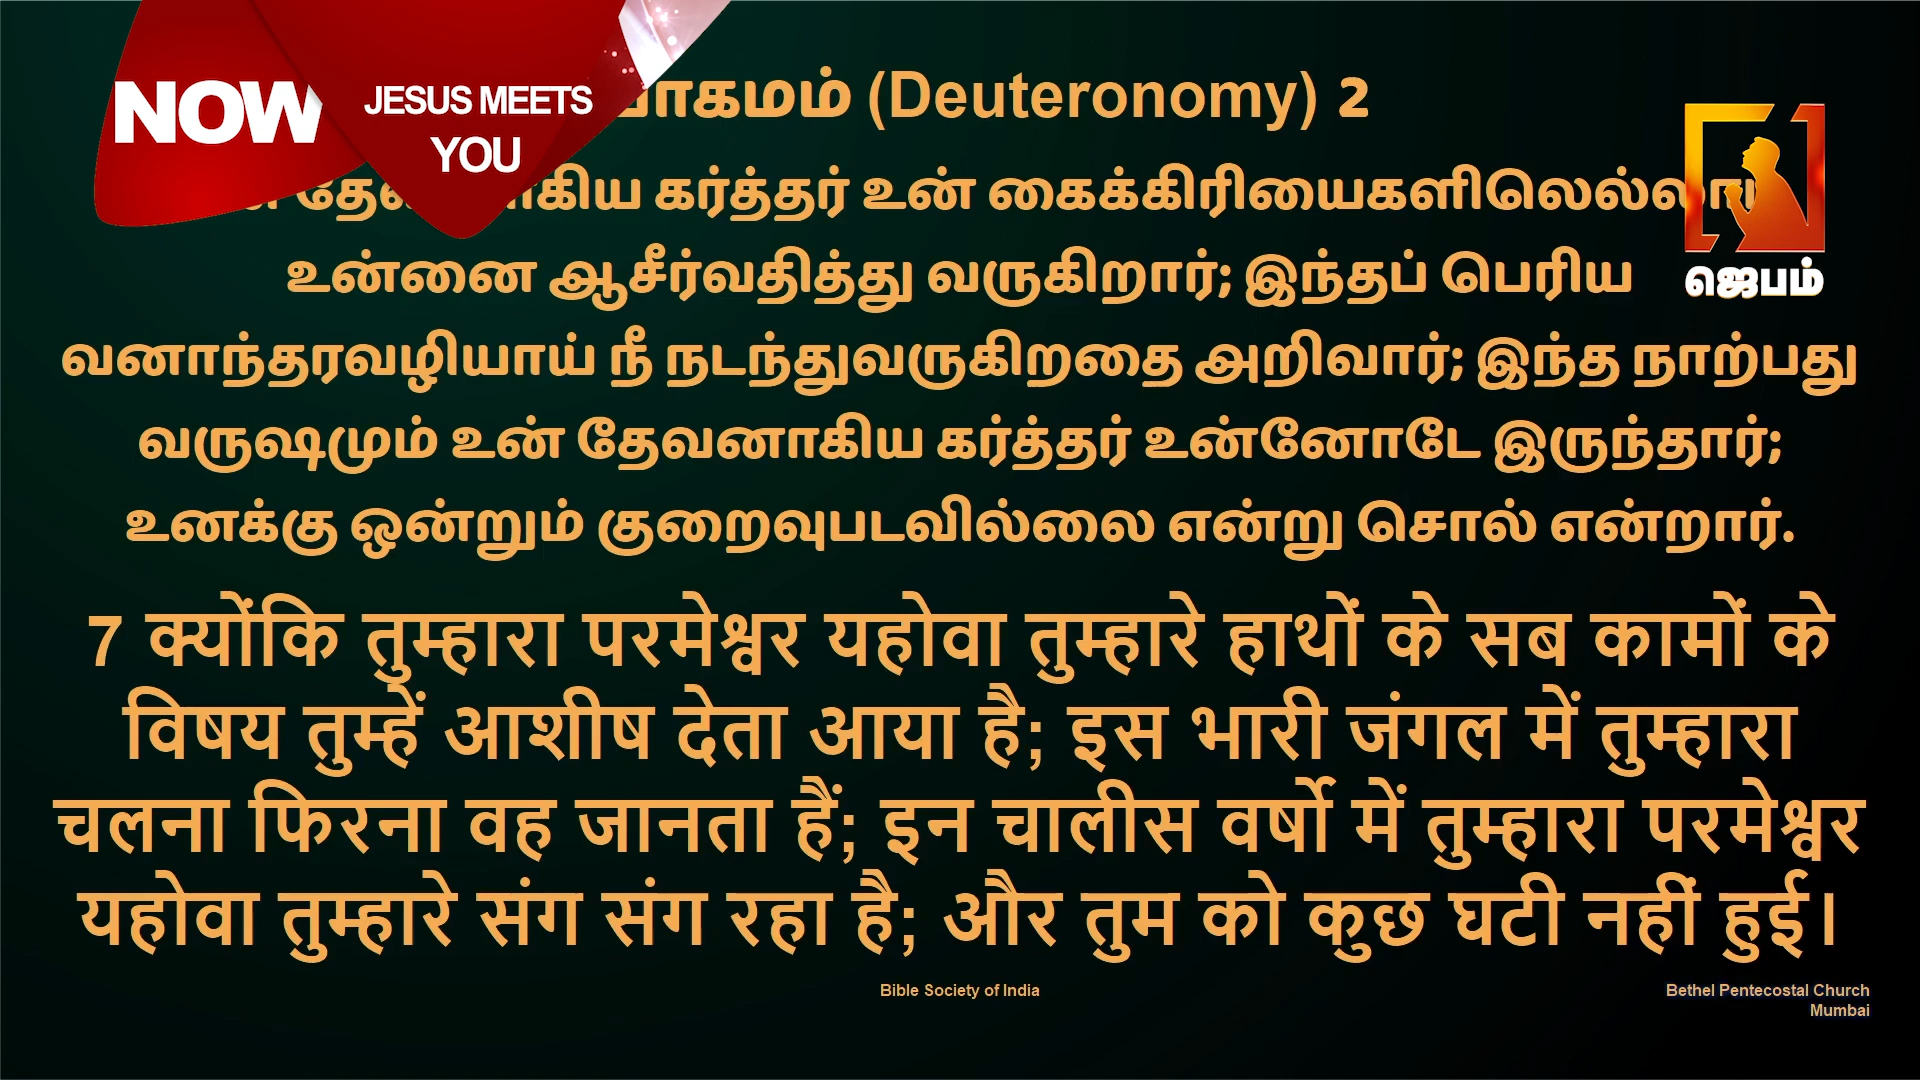 NOW
JESUS MEETS
YOU
(Deuteronomy) 2
கர்த்தர் உன் கைக்கிரியைகளிலெல்லாம்
உன்னை ஆசீர்வதித்து வருகிறார்; இந்தப் பெரிய
ஜெபம்
வனாந்தரவழியாய் நீ நடந்துவருகிறதை அறிவார்; இந்த நாற்பது
வருஷமும் உன் தேவனாகிய கர்த்தர் உன்னோடே இருந்தார்;
உனக்கு ஒன்றும் குறைவுபடவில்லை என்று சொல் என்றார்.
7 क्योंकि तुम्हारा परमेश्वर यहोवा तुम्हारे हाथों के सब कामों के
विषय तुम्हें आशीष देता आया है; इस भारी जंगल में तुम्हारा
चलना फिरना वह जानता हैं; इन चालीस वर्षो में तुम्हारा परमेश्वर
यहोवा तुम्हारे संग संग रहा है; और तुम को कुछ घटी नहीं हुई।
Bible Society of India
Bethel Pentecostal Church
Mumbai